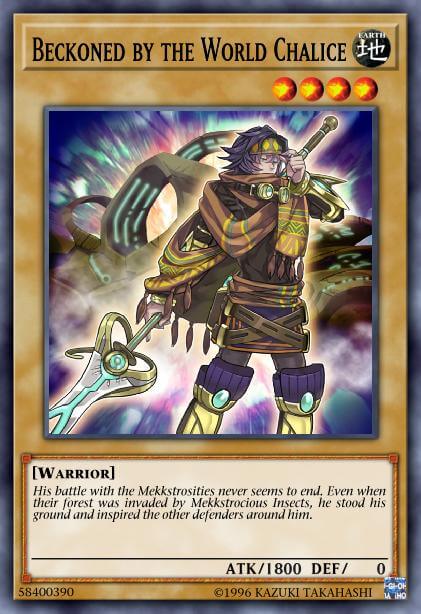 BECKONED BY THE WORLD CHALICE
EARTH
地
[WARRIOR]
His battle with the Mekkstrosities never seems to end. Even when
their forest was invaded by Mekkstrocious Insects, he stood his
ground and inspired the other defenders around him.
ATK/1800 DEF/ 0
58400390
©1996 KAZUKI TAKAHASHI